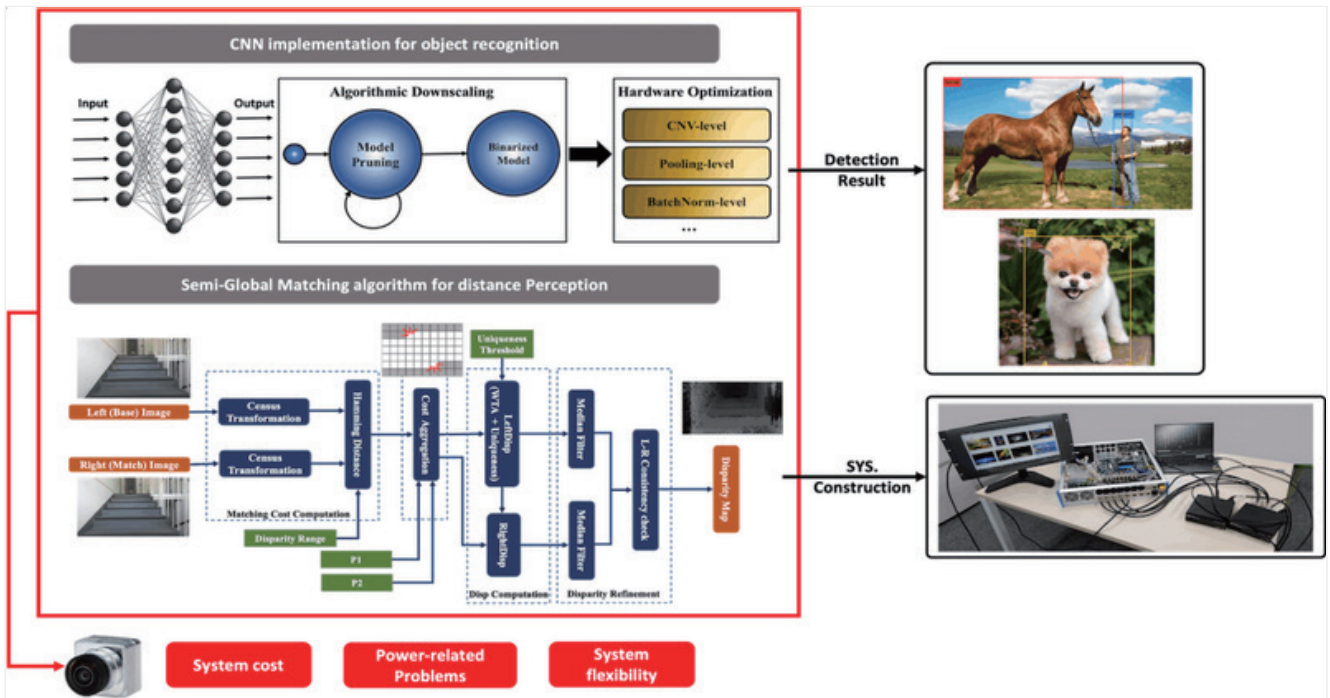 CNN implementation for object recognition
Input
Output
Algorithmic Downscaling
Model
Pruning
Binarized
Model
Hardware Optimization
CNV-level
Pooling-level
BatchNorm-level
...
Detection
Result
Semi-Global Matching algorithm for distance Perception
Left (Base) Image
Right (Match) Image
Census
Transformation
Census
Transformation
Hamming Distance
Matching Cost Computation
Disparity Range
P1
P2
Cost Aggregation
Uniqueness
Threshold
LeftDisp
(WTA + Uniqueness)
RightDisp
Disp Computation
Median Filter
Median Filter
L-R Consistency check
Disparity Refinement
Disparity Map
SYS.
Construction
System cost
Power-related
Problems
System
flexibility